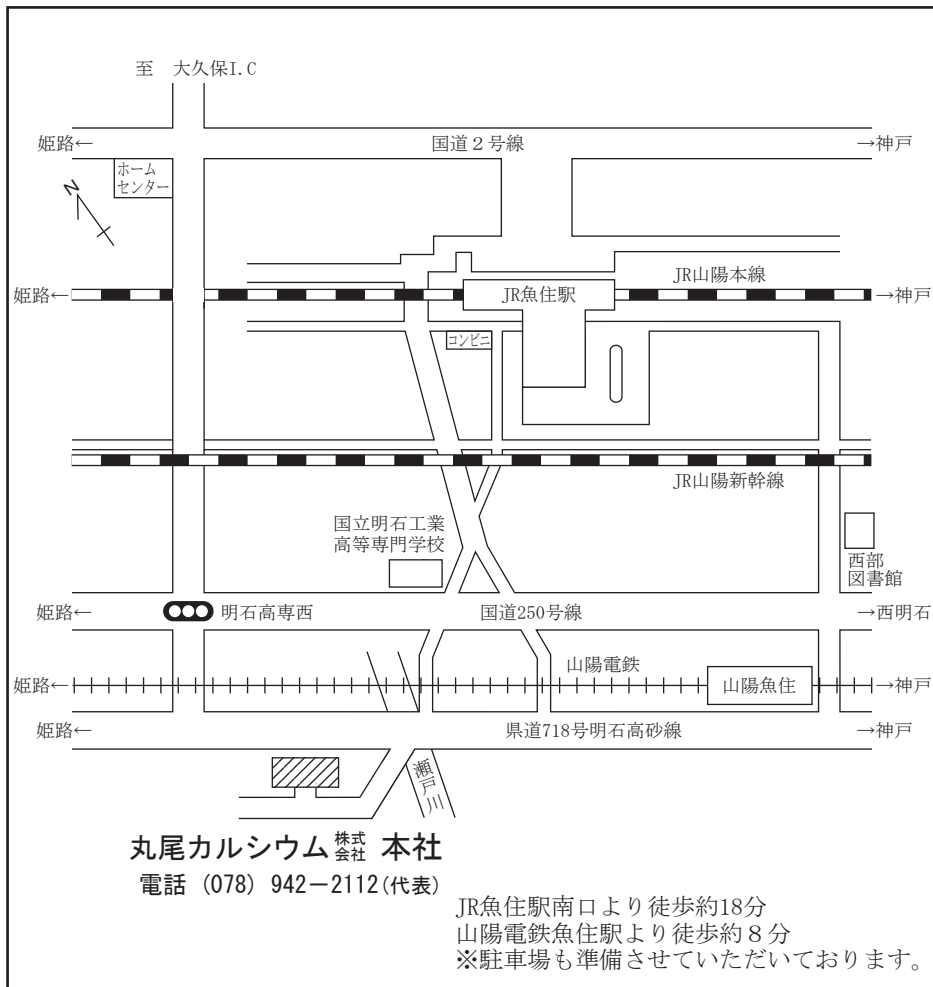 至　大久保I.C
姫路←
国道２号線
→神戸
ホーム
センター
N
JR山陽本線
姫路←
JR魚住駅
→神戸
コンビニ
JR山陽新幹線
国立明石工業
高等専門学校
西部
図書館
姫路←
明石高専西
国道250号線
→西明石
山陽電鉄
姫路←
山陽魚住
→神戸
姫路←
県道718号明石高砂線
→神戸
瀬戸川
丸尾カルシウム株式会社 本社
電話（078）942－2112(代表)
JR魚住駅南口より徒歩約18分
山陽電鉄魚住駅より徒歩約８分
※駐車場も準備させていただいております。